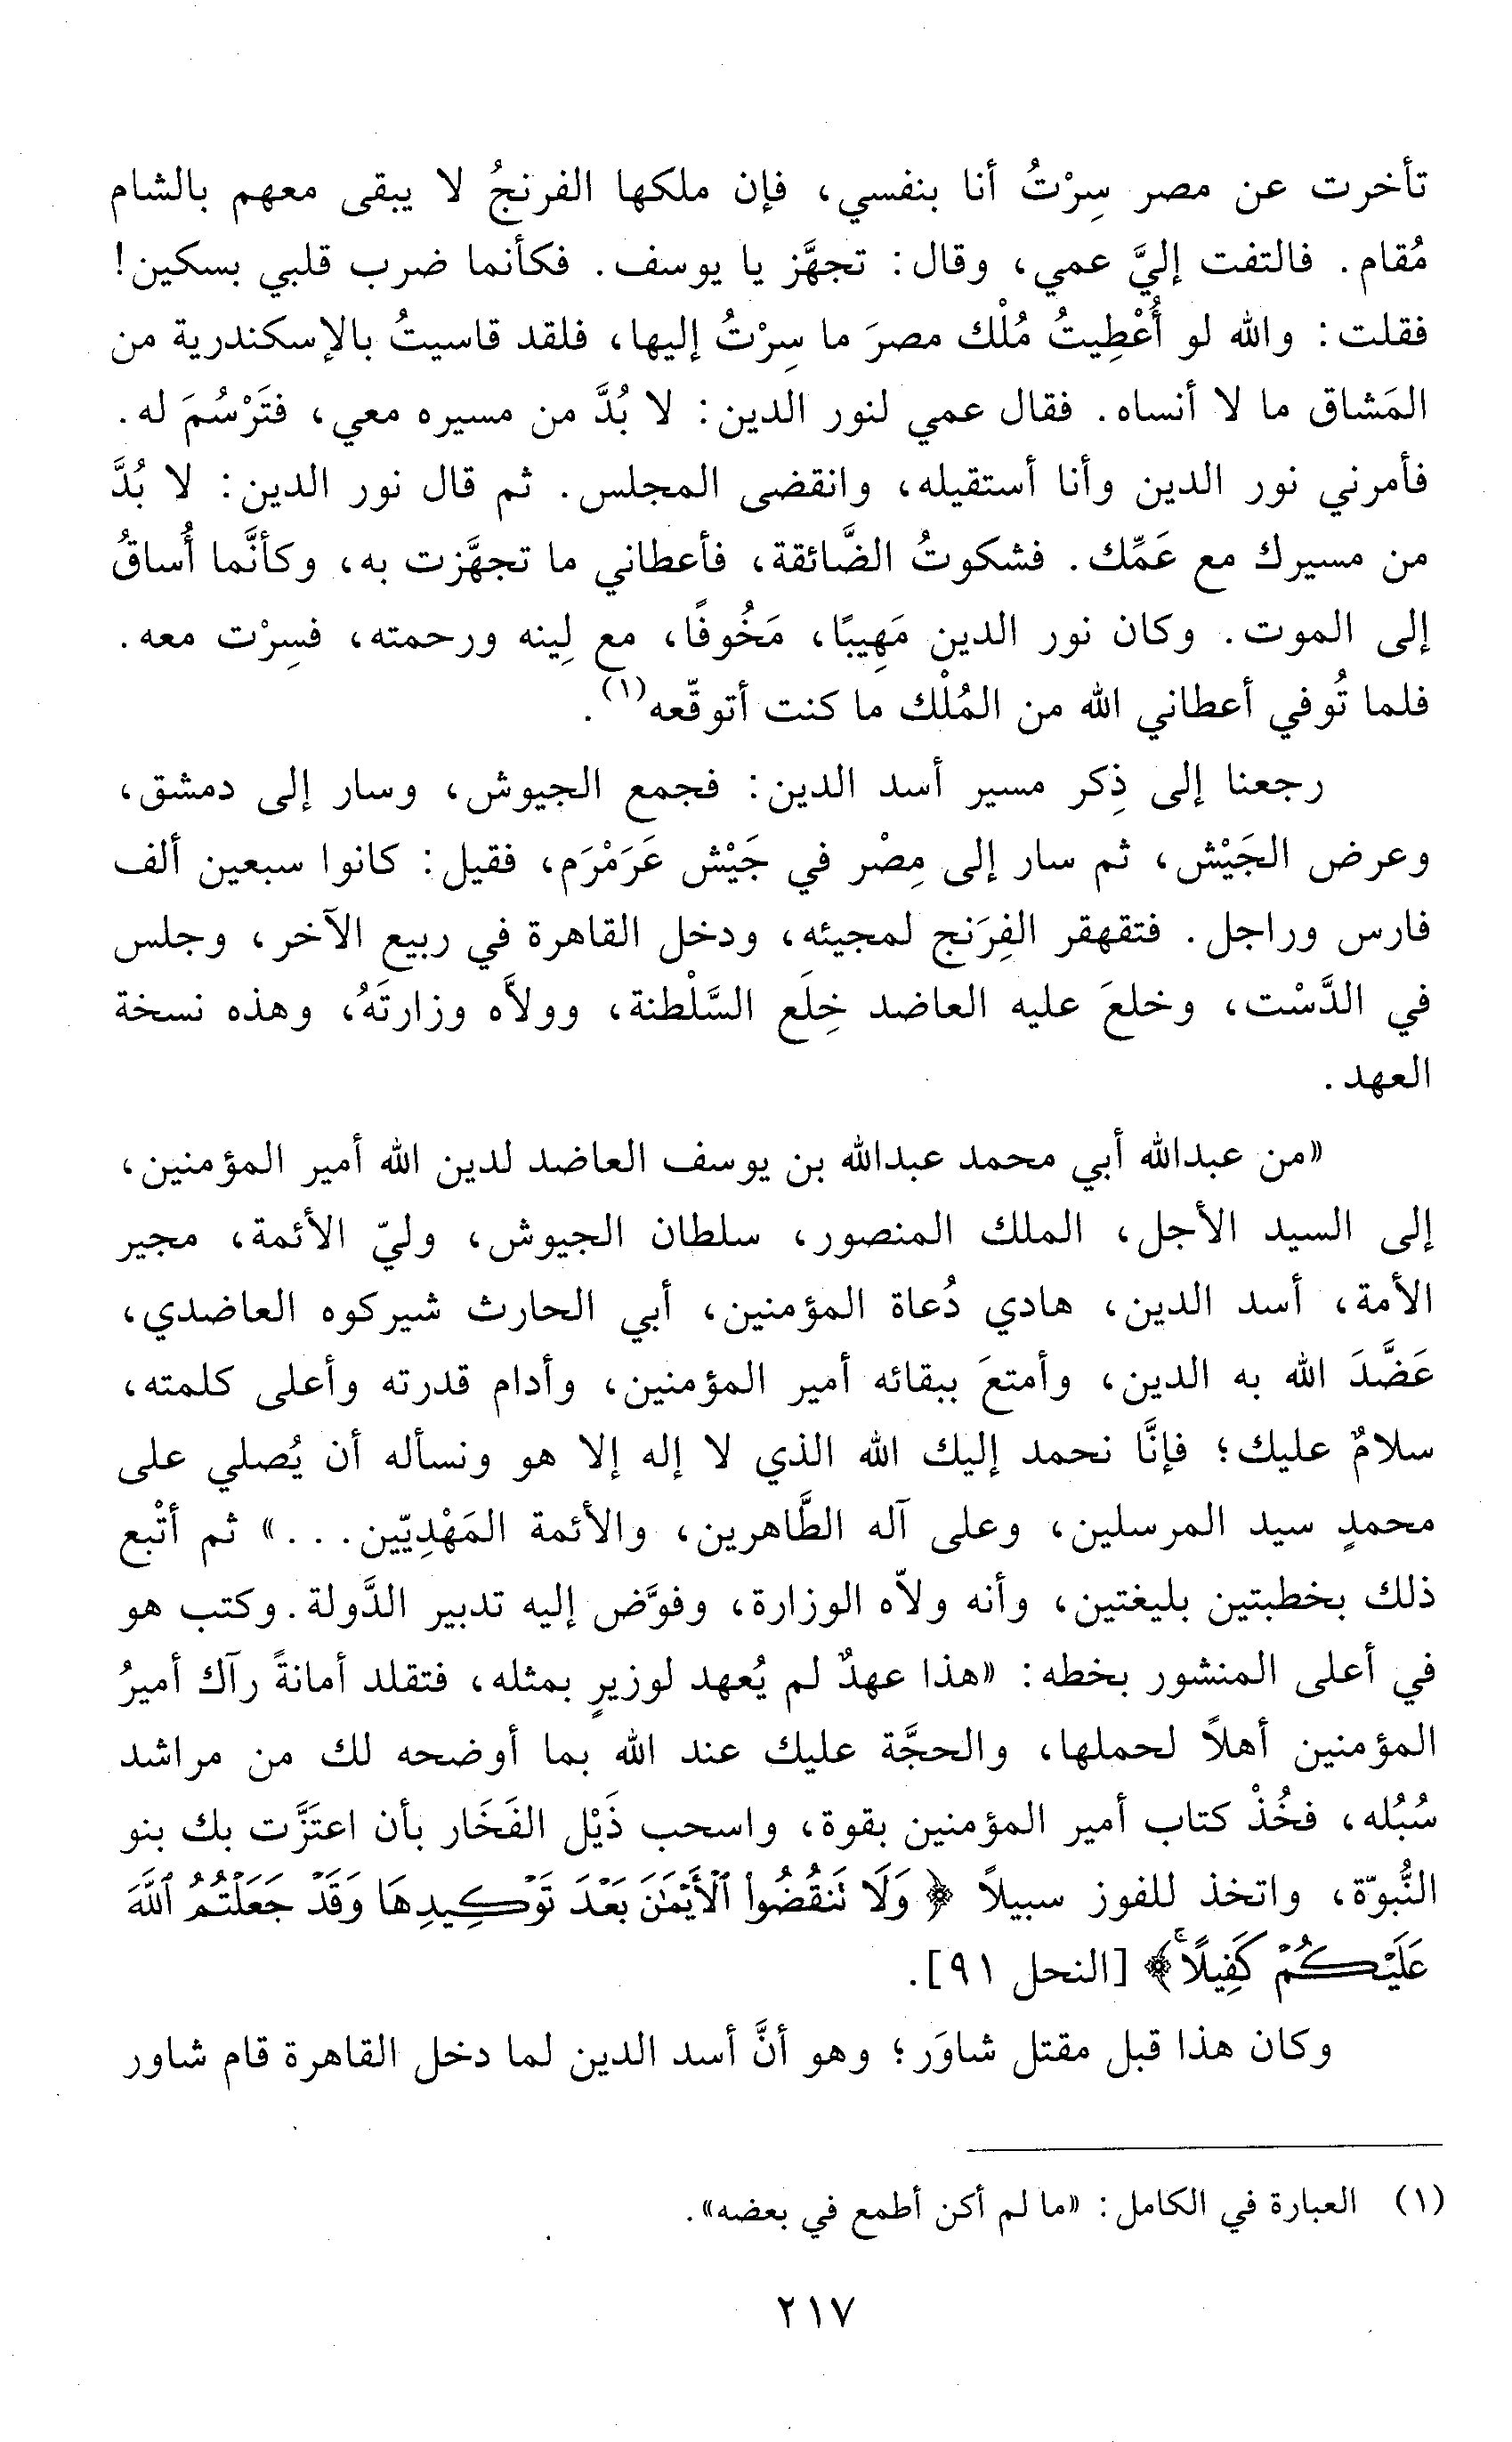 تأخرت عن مصر سِرْتُ أنا بنفسي، فإن ملكها الفرنجُ لا يبقى معهم بالشام
مُقام. فالتفت إليَّ عمي، وقال: تجهَّز يا يوسف. فكأنما ضرب قلبي بسكين!
فقلت: والله لو أُعْطِيتُ مُلْك مصرَ ما سِرْتُ إليها، فلقد قاسيتُ بالإسكندرية من
المَشاق ما لا أنساه. فقال عمي لنور الدين: لا بُدَّ من مسيره معي، فتَرْسُمَ له.
فأمرني نور الدين وأنا أستقيله، وانقضى المجلس. ثم قال نور الدين: لا بُدَّ
من مسيرك مع عَمِّك. فشكوتُ الضَّائقة، فأعطاني ما تجهَّزت به، وكأنَّما أُساقُ
إلى الموت. وكان نور الدين مَهِيبًا، مَخُوفًا، مع لِينه ورحمته، فسِرْت معه.
فلما تُوفي أعطاني الله من المُلْك ما كنت أتوقّعه(١).
رجعنا إلى ذِكر مسير أسد الدين: فجمع الجيوش، وسار إلى دمشق،
وعرض الجَيْش، ثم سار إلى مِصْر في جَيْش عَرَمْرَم، فقيل: كانوا سبعين ألف
فارس وراجل. فتقهقر الفِرَنج لمجيئه، ودخل القاهرة في ربيع الآخر، وجلس
في الدَّسْت، وخلعَ عليه العاضد خِلَع السَّلْطنة، وولاَّه وزارتَهُ، وهذه نسخة
العهد.
«من عبدالله أبي محمد عبدالله بن يوسف العاضد لدين الله أمير المؤمنين،
إلى السيد الأجل، الملك المنصور، سلطان الجيوش، وليّ الأئمة، مجير
الأمة، أسد الدين، هادي دُعاة المؤمنين، أبي الحارث شيركوه العاضدي،
عَضَّدَ الله به الدين، وأمتعَ ببقائه أمير المؤمنين، وأدام قدرته وأعلى كلمته،
سلامٌ عليك؛ فإنَّا نحمد إليك الله الذي لا إله إلا هو ونسأله أن يُصلي على
محمدٍ سيد المرسلين، وعلى آله الطَّاهرين، والأئمة المَهْدِيّين...» ثم أتْبع
ذلك بخطبتين بليغتين، وأنه ولاّه الوزارة، وفوَّض إليه تدبير الدَّولة. وكتب هو
في أعلى المنشور بخطه: «هذا عهدٌ لم يُعهد لوزيرٍ بمثله، فتقلد أمانةً رآك أميرُ
المؤمنين أهلاً لحملها، والحجَّة عليك عند الله بما أوضحه لك من مراشد
سُبُله، فخُذْ كتاب أمير المؤمنين بقوة، واسحب ذَيْل الفَخَار بأن اعتَزَّت بك بنو
النُّبوّة، واتخذ للفوز سبيلاً ﴿وَلَا تَنقُضُوا۟ ٱلْأَيْمَٰنَ بَعْدَ تَوْكِيدِهَا وَقَدْ جَعَلْتُمُ ٱللَّهَ
عَلَيْكُمْ كَفِيلًا ۚ﴾ [النحل ٩١].
وكان هذا قبل مقتل شاوَر؛ وهو أنَّ أسد الدين لما دخل القاهرة قام شاور
(١) العبارة في الكامل: «ما لم أكن أطمع في بعضه».
٢١٧